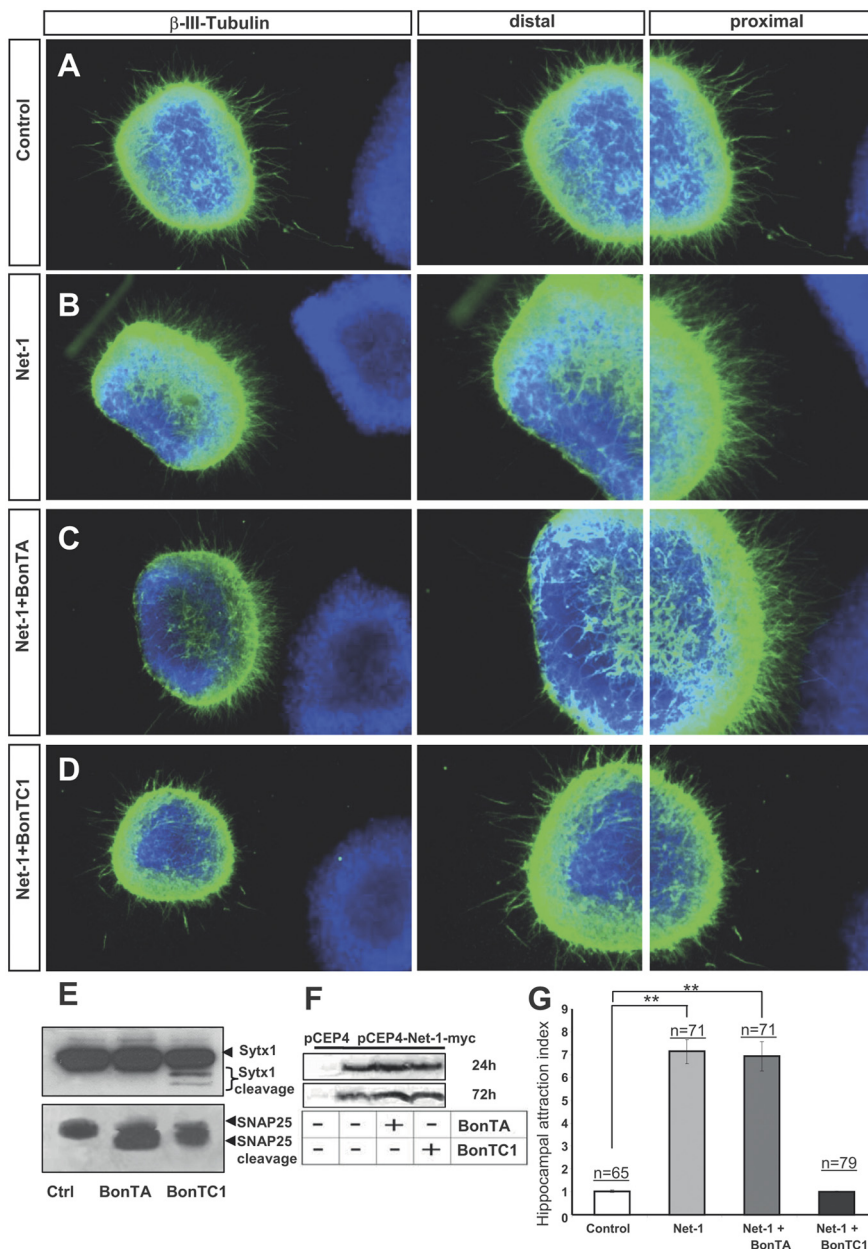 β-III-Tubulin
distal
proximal
Control
A
Net-1
B
Net-1+BonTA
C
Net-1+BonTC1
D
E
Sytx1
Sytx1
cleavage
SNAP25
SNAP25
cleavage
Ctrl BonTA BonTC1
F
pCEP4 pCEP4-Net-1-myc
24h
72h
- - + - BonTA
- - - + BonTC1
G
Hippocampal attraction index
9
8
7
6
5
4
3
2
1
0
**
**
n=65
n=71
n=71
n=79
Control
Net-1
Net-1 +
BonTA
Net-1 +
BonTC1